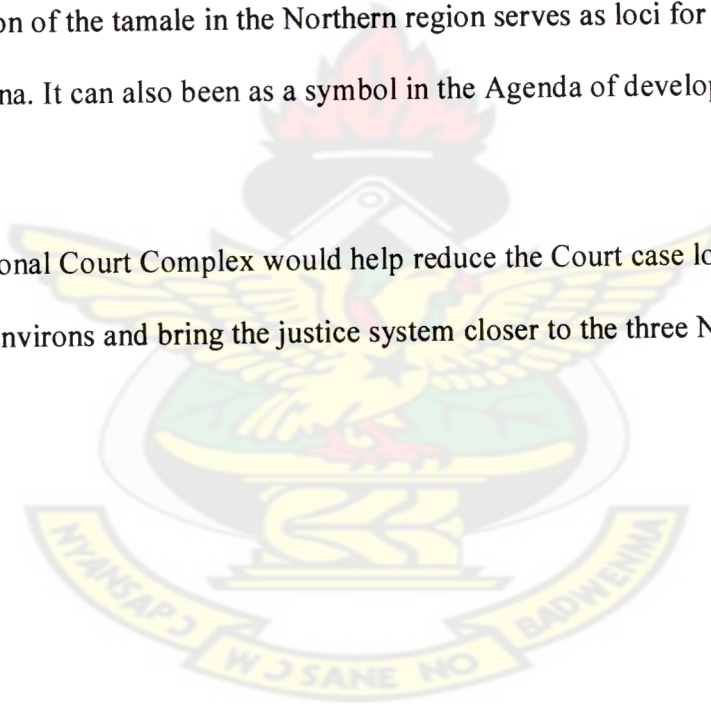 on of the tamale in the Northern region serves as loci for
na. It can also been as a symbol in the Agenda of develop
onal Court Complex would help reduce the Court case lo
nvirons and bring the justice system closer to the three N
NYANSAPƆ WƆSANE NO BADWENMA